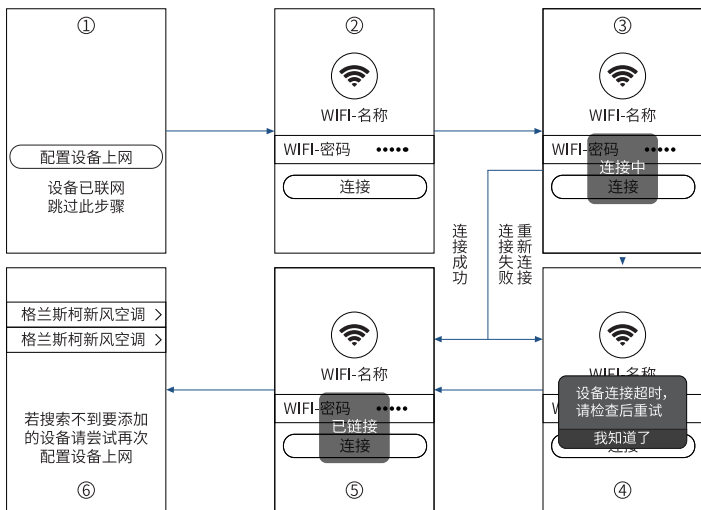 ①
配置设备上网
设备已联网
跳过此步骤
②
WIFI-名称
WIFI-密码 •••••
连接
③
WIFI-名称
WIFI-密码 •••••
连接中
连接
连接成功
连接失败
重新连接
格兰斯柯新风空调 >
格兰斯柯新风空调 >
若搜索不到要添加
的设备请尝试再次
配置设备上网
⑥
WIFI-名称
WIFI-密码 •••••
已链接
连接
⑤
WIFI-名称
设备连接超时，
请检查后重试
我知道了
④